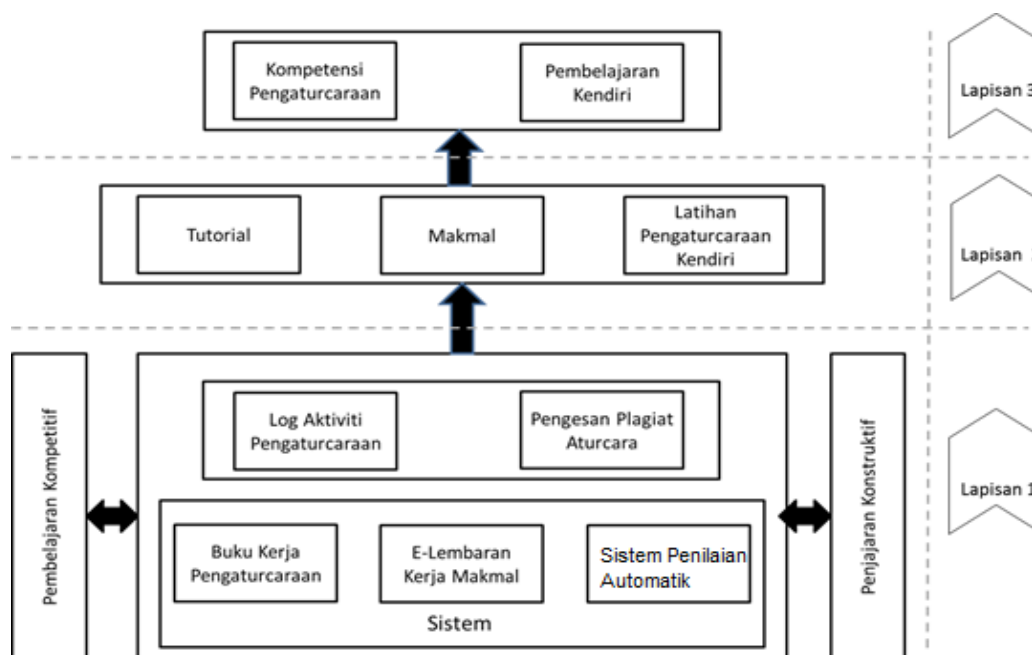 Kompetensi
Pengaturcaraan
Pembelajaran
Kendiri
Lapisan 3
Tutorial
Makmal
Latihan
Pengaturcaraan
Kendiri
Lapisan
Pembelajaran Kompetitif
Log Aktiviti
Pengaturcaraan
Pengesan Plagiat
Aturcara
Buku Kerja
Pengaturcaraan
E-Lembaran
Kerja Makmal
Sistem Penilaian
Automatik
Sistem
Penjajaran Konstruktif
Lapisan 1